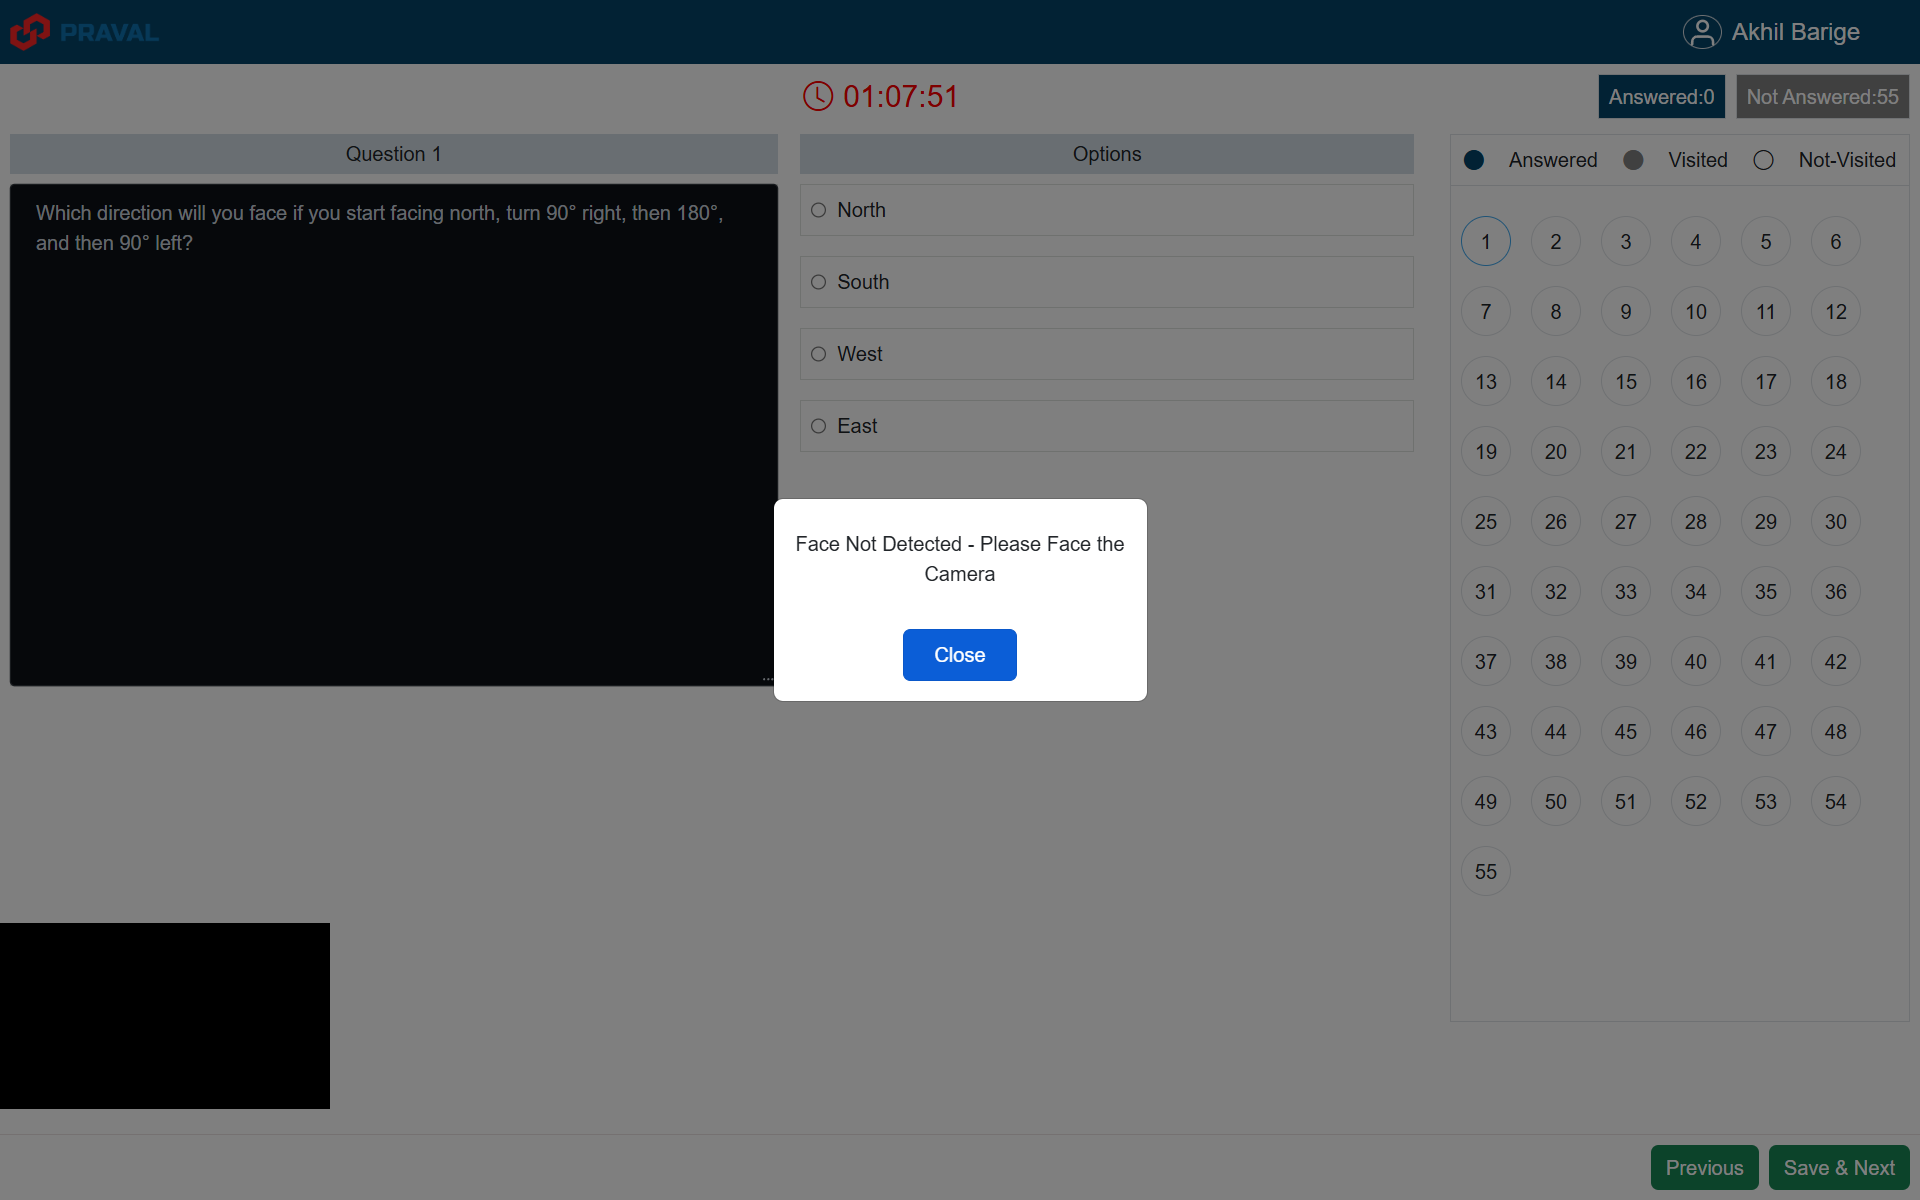 PRAVAL
Akhil Barige
01:07:51
Answered:0
Not Answered:55
Question 1
Options
Answered
Visited
Not-Visited
Which direction will you face if you start facing north, turn 90° right, then 180°,
and then 90° left?
North
South
West
East
1 2 3 4 5 6
7 8 9 10 11 12
13 14 15 16 17 18
19 20 21 22 23 24
25 26 27 28 29 30
31 32 33 34 35 36
37 38 39 40 41 42
43 44 45 46 47 48
49 50 51 52 53 54
55
Face Not Detected - Please Face the
Camera
Close
Previous
Save & Next